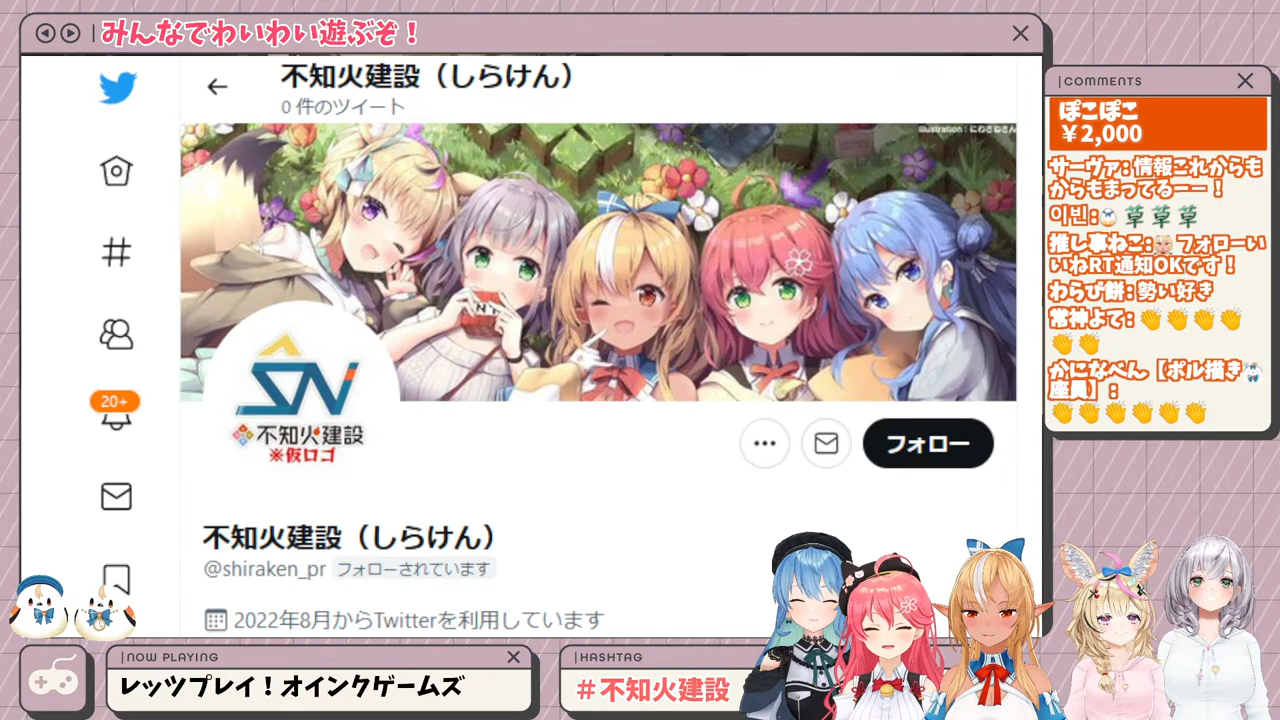 みんなでわいわい遊ぶぞ！
不知火建設（しらけん）
0 件のツイート
illustration：にわさねさん
NY
SN
不知火建設
※仮ロゴ
フォロー
20+
不知火建設（しらけん）
@shiraken_pr フォローされています
2022年8月からTwitterを利用しています
COMMENTS
ぽこぽこ
￥2,000
サーヴァ：情報これからも
からもまってるーー！
이빈：草草草
推し事ねこ：フォローい
いねRT通知OKです！
わらび餅：勢い好き
常神よて：
かになべん【ポル描き
座員】：
NOW PLAYING
レッツプレイ！オインクゲームズ
HASHTAG
＃不知火建設